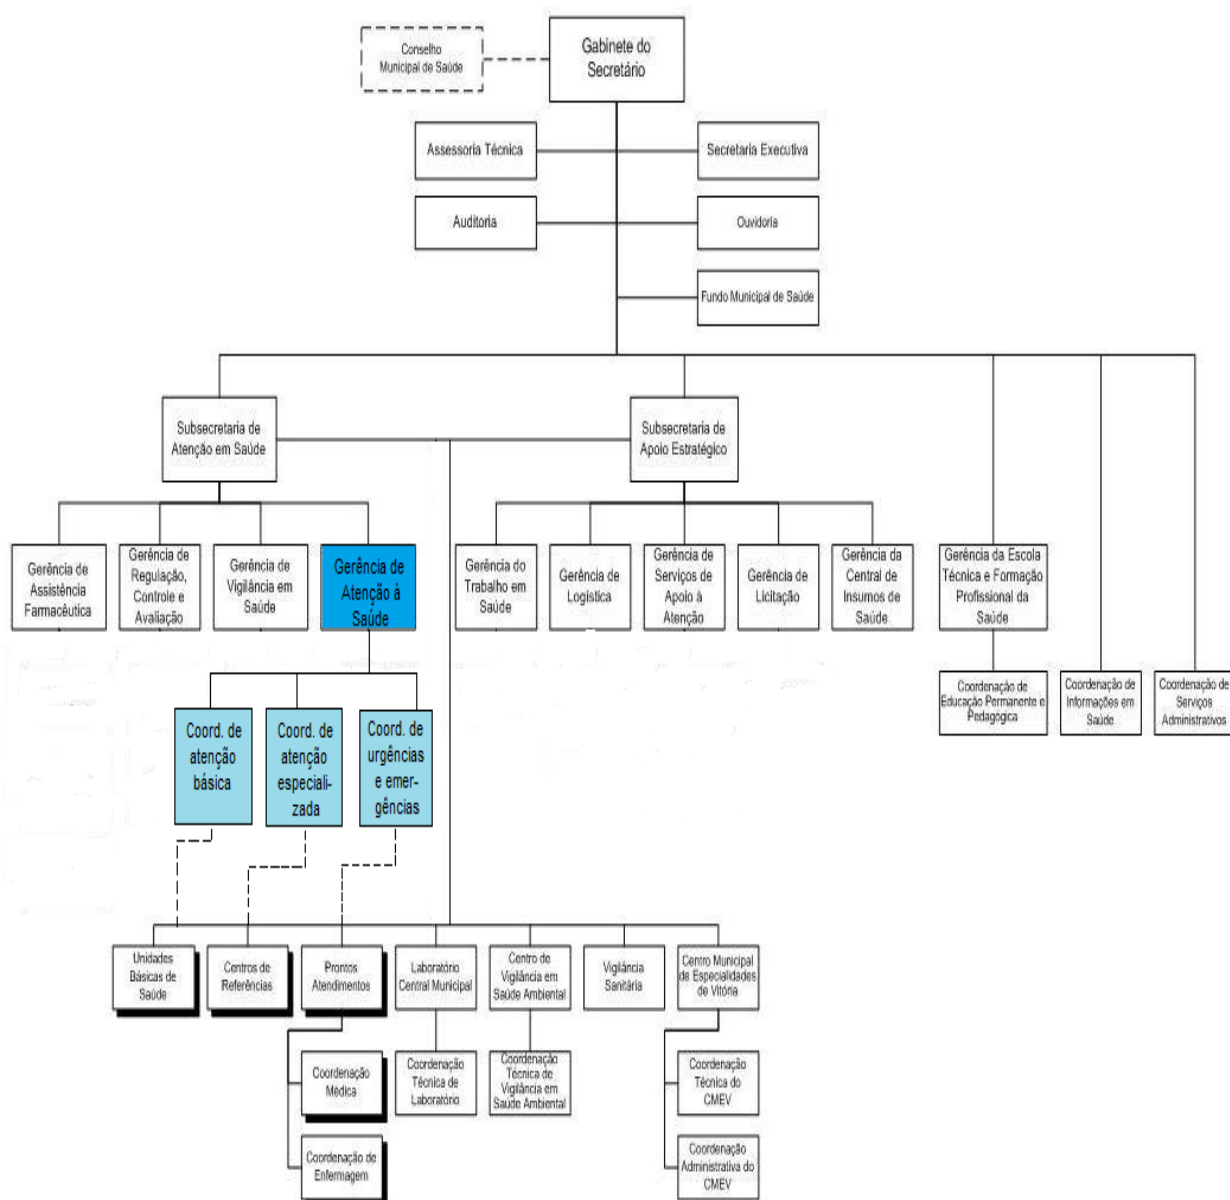 Conselho
Municipal de Saúde
Gabinete do
Secretário
Assessoria Técnica
Secretaria Executiva
Auditoria
Ouvidoria
Fundo Municipal de Saúde
Subsecretaria de
Atenção em Saúde
Subsecretaria de
Apoio Estratégico
Gerência de
Assistência
Farmacêutica
Gerência de
Regulação,
Controle e
Avaliação
Gerência de
Vigilância em
Saúde
Gerência de
Atenção à
Saúde
Gerência do
Trabalho em
Saúde
Gerência de
Logística
Gerência de
Serviços de
Apoio à
Atenção
Gerência de
Licitação
Gerência da
Central de
Insumos de
Saúde
Gerência da Escola
Técnica e Formação
Profissional da
Saúde
Coordenação de
Educação Permanente e
Pedagógica
Coordenação de
Informações em
Saúde
Coordenação de
Serviços
Administrativos
Coord. de
atenção
básica
Coord. de
atenção
especiali-
zada
Coord. de
urgências
e emer-
gências
Unidades
Básicas de
Saúde
Centros de
Referências
Prontos
Atendimentos
Laboratório
Central Municipal
Centro de
Vigilância em
Saúde Ambiental
Vigilância
Sanitária
Centro Municipal
de Especialidades
de Vitória
Coordenação
Médica
Coordenação
Técnica de
Laboratório
Coordenação
Técnica de
Vigilância em
Saúde Ambiental
Coordenação
Técnica do
CMEV
Coordenação de
Enfermagem
Coordenação
Administrativa do
CMEV